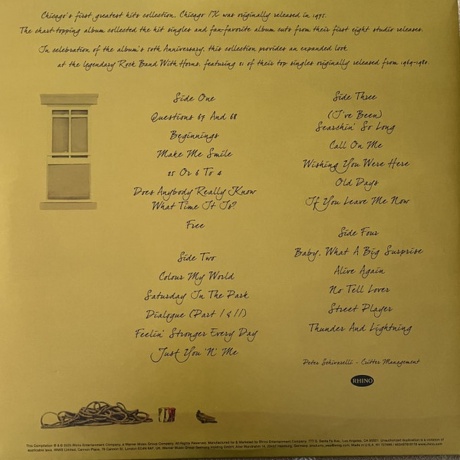 Chicago's first greatest hits collection, Chicago IX was originally released in 1975.
The chart-topping album collected the hit singles and fan-favorite album cuts from their first eight studio releases.
In celebration of the album's 50th Anniversary, this collection provides an expanded look
at the legendary Rock Band With Horns, featuring 21 of their top singles originally released from 1969-1980.
Side One
Questions 67 And 68
Beginnings
Make Me Smile
25 Or 6 To 4
Does Anybody Really Know
What Time It Is?
Free
Side Two
Colour My World
Saturday In The Park
Dialogue (Part I & II)
Feelin' Stronger Every Day
Just You 'N' Me
Side Three
(I've Been)
Searchin' So Long
Call On Me
Wishing You Were Here
Old Days
If You Leave Me Now
Side Four
Baby, What A Big Surprise
Alive Again
No Tell Lover
Street Player
Thunder And Lightning
Peter Schivarelli - Cutter Management
RHINO